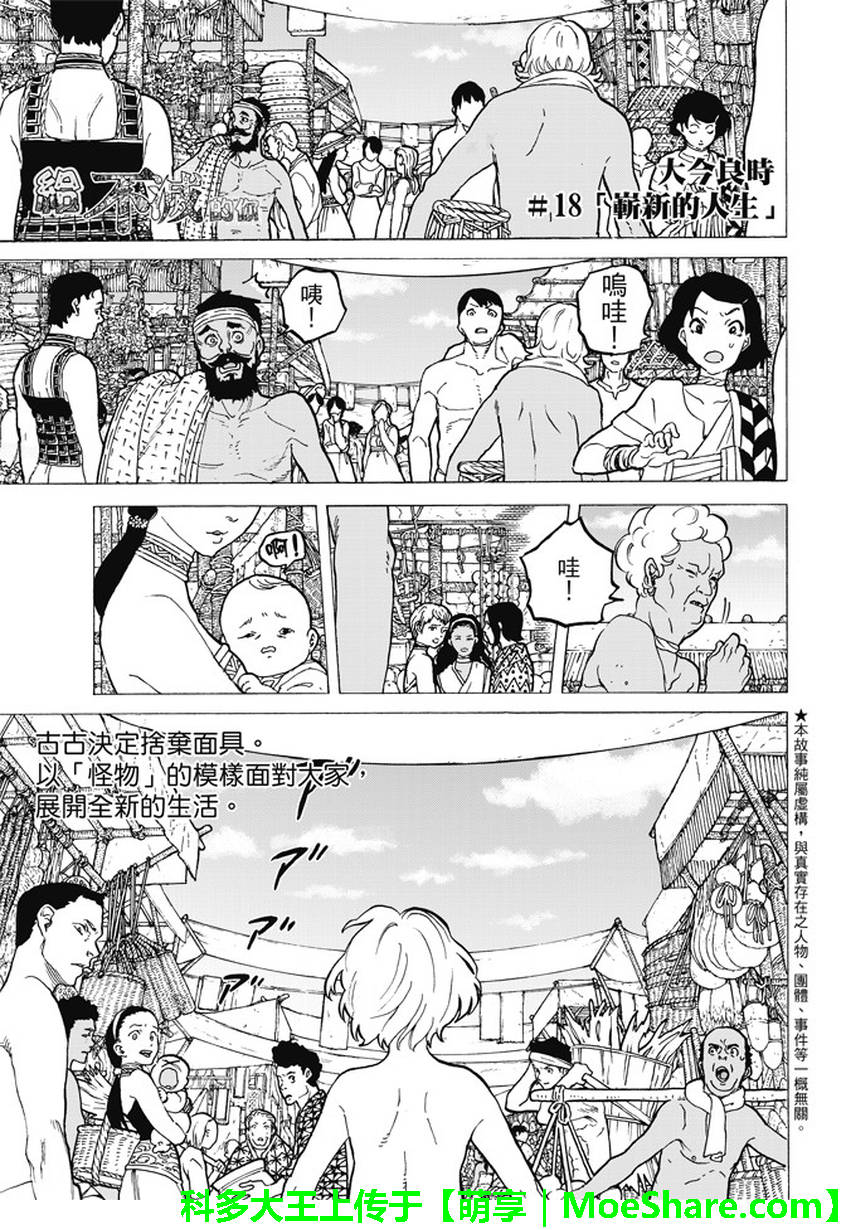 給不滅的你
大今良時
#18「嶄新的人生」
嗚哇!
咦!
哇!
啊!
古古決定捨棄面具。
以「怪物」的模樣面對大家,
展開全新的生活。
アッ
アッ
アッ
★本故事純屬虛構,與真實存在之人物、團體、事件等一概無關。
科多大王上传于【萌享|MoeShare.com】